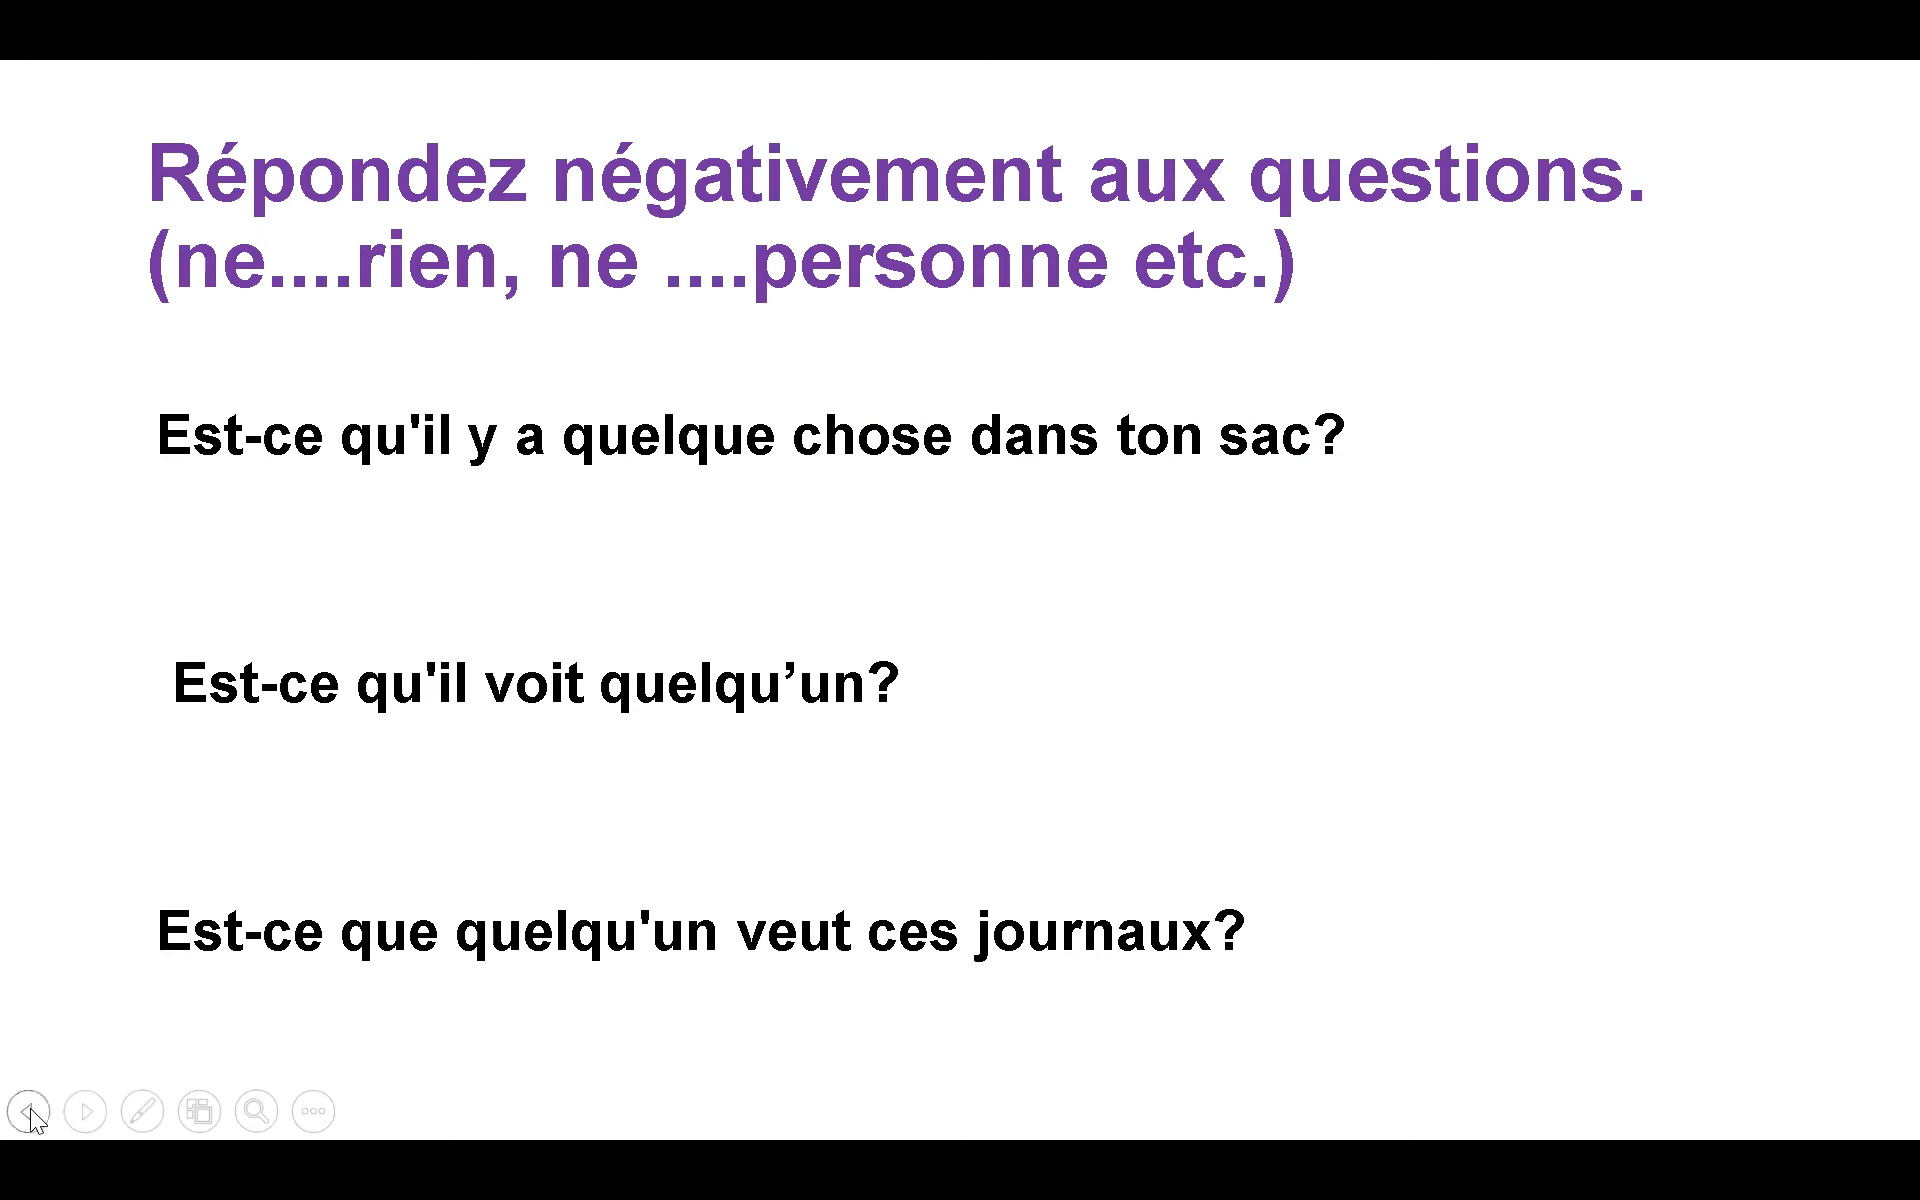 Répondez négativement aux questions.
(ne....rien, ne ....personne etc.)
Est-ce qu'il y a quelque chose dans ton sac?
Est-ce qu'il voit quelqu’un?
Est-ce que quelqu'un veut ces journaux?